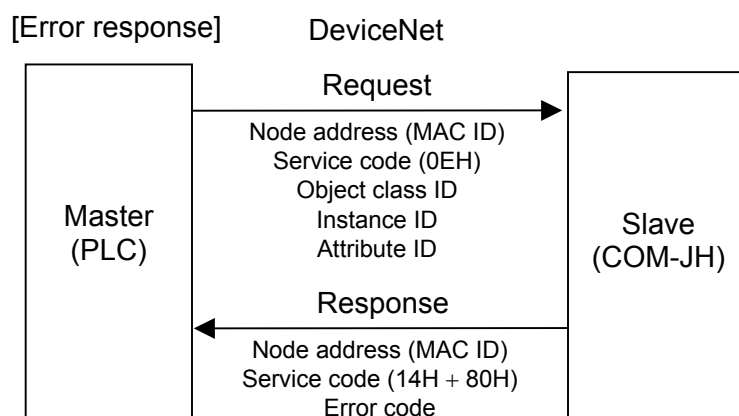 [Error response]
DeviceNet
Request
Node address (MAC ID)
Service code (0EH)
Object class ID
Instance ID
Attribute ID
Master
(PLC)
Slave
(COM-JH)
Response
Node address (MAC ID)
Service code (14H + 80H)
Error code